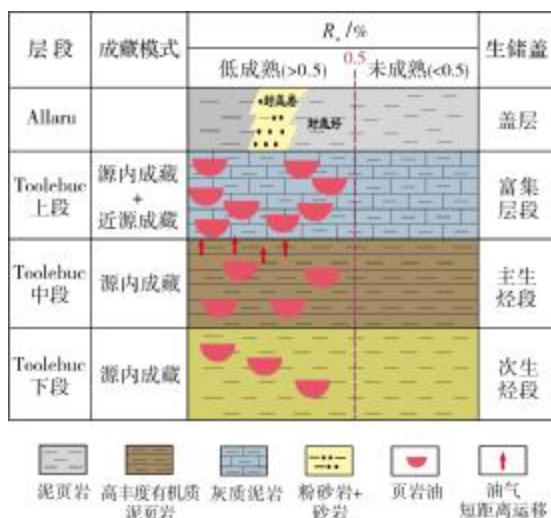 层段
成藏模式
Rₒ/%
生储盖
低成熟(>0.5)
0.5
未成熟(<0.5)
Allaru
封盖差
封盖好
盖层
Toolebuc
上段
源内成藏
+
近源成藏
富集
层段
Toolebuc
中段
源内成藏
主生
烃段
Toolebuc
下段
源内成藏
次生
烃段
泥页岩
高丰度有机质
泥页岩
灰质泥岩
粉砂岩+
砂岩
页岩油
油气
短距离运移